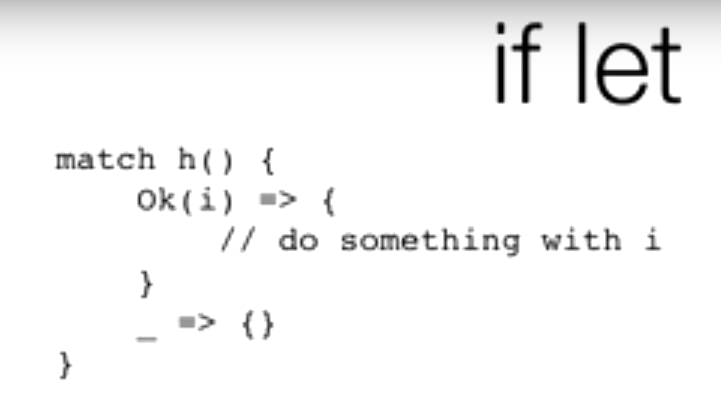 if let
match h() {
    Ok(i) => {
        // do something with i
    }
    _ => {}
}